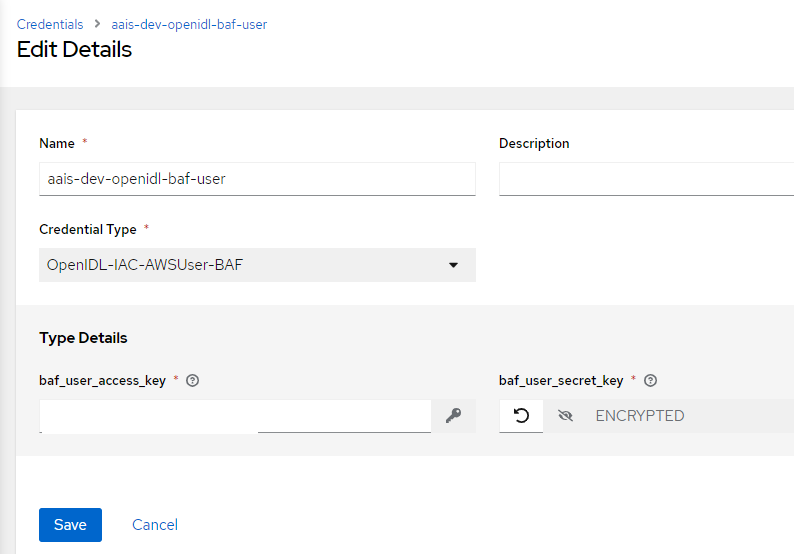 Credentials > aais-dev-openidl-baf-user
Edit Details
Name *
Description
aais-dev-openidl-baf-user
Credential Type *
OpenIDL-IAC-AWSUser-BAF
Type Details
baf_user_access_key *
baf_user_secret_key *
ENCRYPTED
Save
Cancel